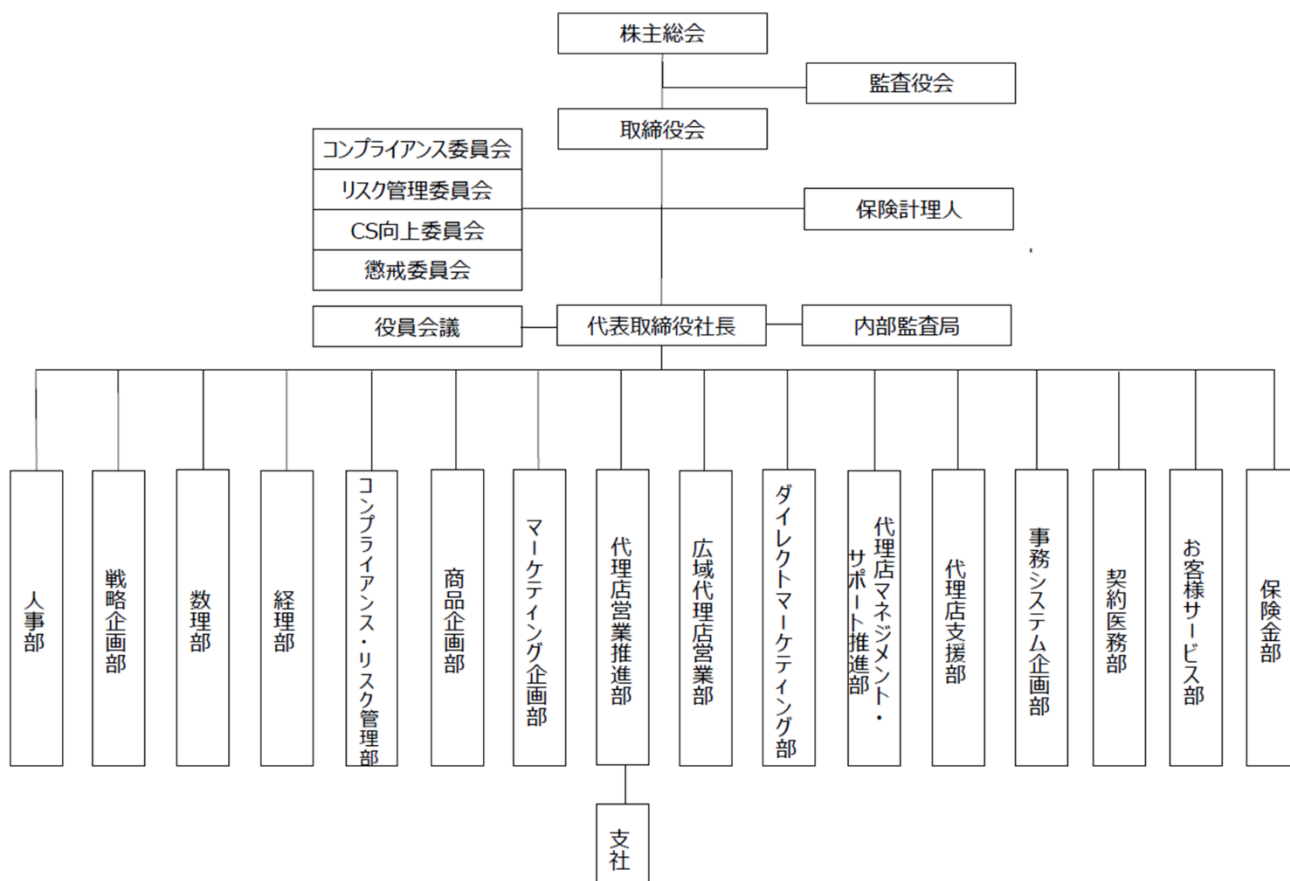 株主総会
監査役会
取締役会
コンプライアンス委員会
リスク管理委員会
CS向上委員会
懲戒委員会
保険計理人
役員会議
代表取締役社長
内部監査局
人事部
戦略企画部
数理部
経理部
コンプライアンス・リスク管理部
商品企画部
マーケティング企画部
代理店営業推進部
広域代理店営業部
ダイレクトマーケティング部
代理店マネジメント・
サポート推進部
代理店支援部
事務システム企画部
契約医務部
お客様サービス部
保険金部
支社